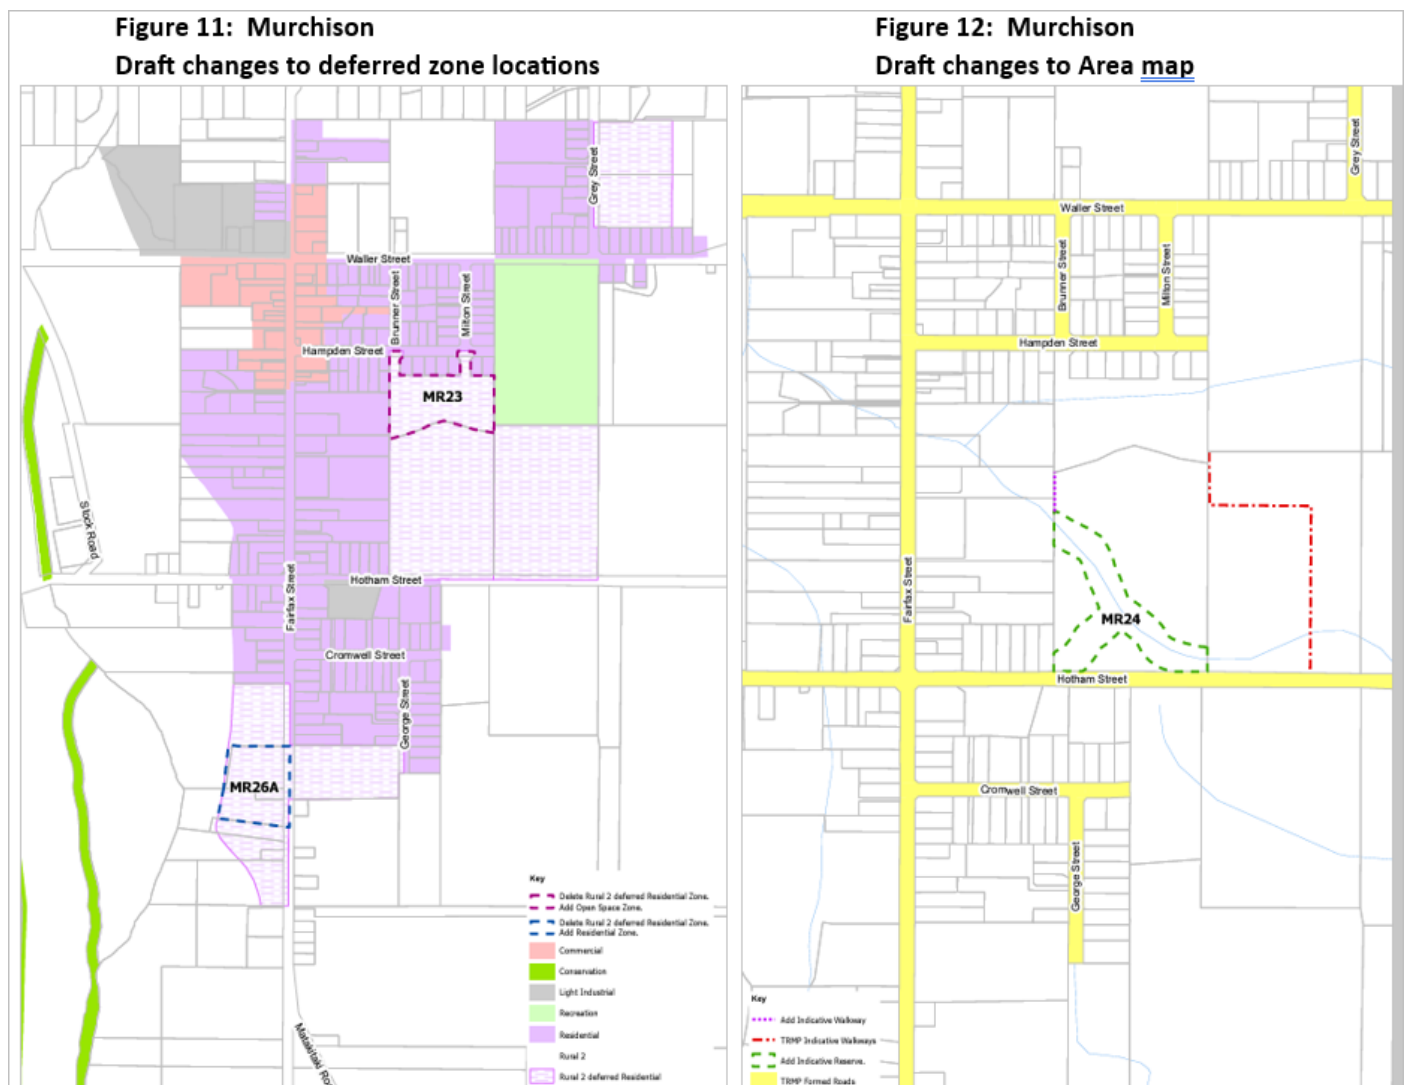 Figure 11: Murchison
Draft changes to deferred zone locations
Grey Street
Waller Street
Brunner Street
Milton Street
Hampden Street
MR23
Stock Road
Hotham Street
Fairfax Street
Cromwell Street
George Street
MR26A
Matakitaki Ro
Key
Delete Rural 2 deferred Residential Zone.
Add Open Space Zone.
Delete Rural 2 deferred Residential Zone.
Add Residential Zone.
Commercial
Conservation
Light Industrial
Recreation
Residential
Rural 2
Rural 2 deferred Residential
Figure 12: Murchison
Draft changes to Area map
Grey Street
Waller Street
Brunner Street
Milton Street
Hampden Street
Fairfax Street
MR24
Hotham Street
Cromwell Street
George Street
Key
Add Indicative Walkway
TRMP Indicative Walkways
Add Indicative Reserve.
TRMP Formed Roads